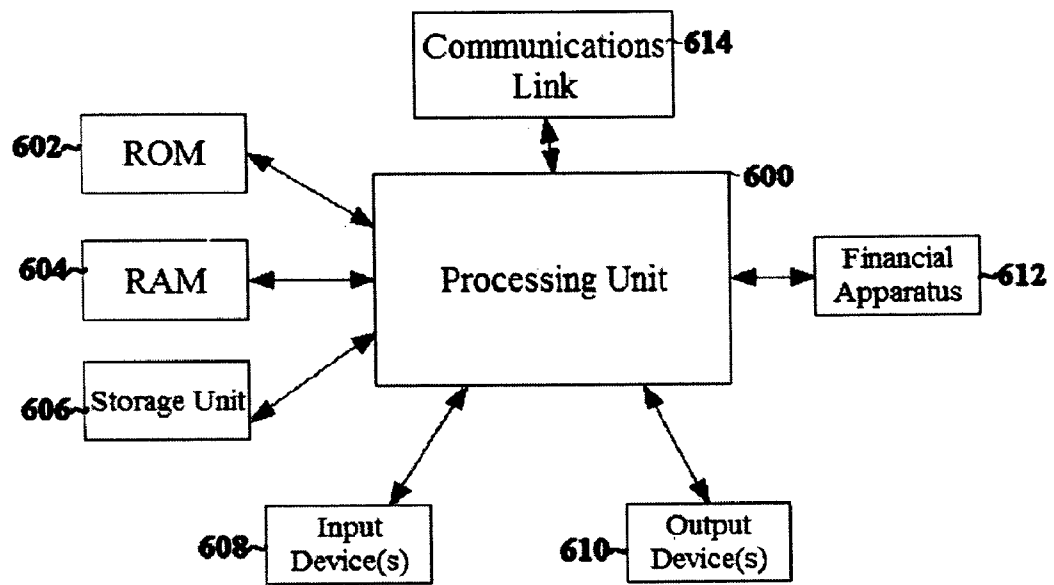 Communications
Link
614
602
ROM
600
604
RAM
Processing Unit
Financial
Apparatus
612
606
Storage Unit
608
Input
Device(s)
610
Output
Device(s)